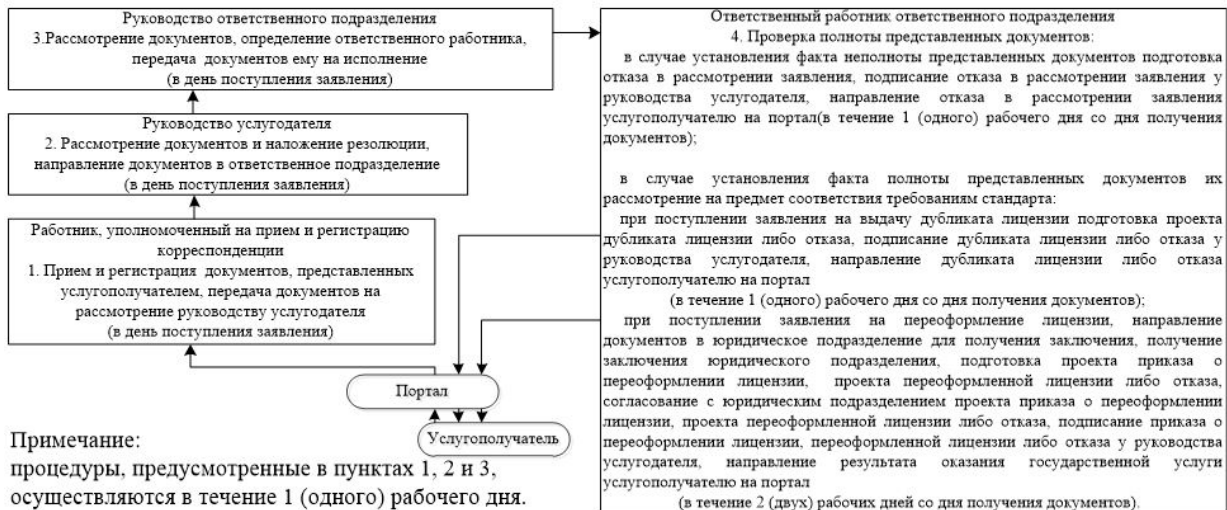 Руководство ответственного подразделения
3.Рассмотрение документов, определение ответственного работника,
передача документов ему на исполнение
(в день поступления заявления)
Руководство услугодателя
2. Рассмотрение документов и наложение резолюции,
направление документов в ответственное подразделение
(в день поступления заявления)
Работник, уполномоченный на прием и регистрацию
корреспонденции
1. Прием и регистрация документов, представленных
услугополучателем, передача документов на
рассмотрение руководству услугодателя
(в день поступления заявления)
Портал
Услугополучатель
Примечание:
процедуры, предусмотренные в пунктах 1, 2 и 3,
осуществляются в течение 1 (одного) рабочего дня.
Ответственный работник ответственного подразделения
4. Проверка полноты представленных документов:
в случае установления факта неполноты представленных документов подготовка
отказа в рассмотрении заявления, подписание отказа в рассмотрении заявления у
руководства услугодателя, направление отказа в рассмотрении заявления
услугополучателю на портал(в течение 1 (одного) рабочего дня со дня получения
документов);
в случае установления факта полноты представленных документов их
рассмотрение на предмет соответствия требованиям стандарта:
при поступлении заявления на выдачу дубликата лицензии подготовка проекта
дубликата лицензии либо отказа, подписание дубликата лицензии либо отказа у
руководства услугодателя, направление дубликата лицензии либо отказа
услугополучателю на портал
(в течение 1 (одного) рабочего дня со дня получения документов);
при поступлении заявления на переоформление лицензии, направление
документов в юридическое подразделение для получения заключения, получение
заключения юридического подразделения, подготовка проекта приказа о
переоформлении лицензии, проекта переоформленной лицензии либо отказа,
согласование с юридическим подразделением проекта приказа о переоформлении
лицензии, проекта переоформленной лицензии либо отказа, подписание приказа о
переоформлении лицензии, переоформленной лицензии либо отказа у руководства
услугодателя, направление результата оказания государственной услуги
услугополучателю на портал
(в течение 2 (двух) рабочих дней со дня получения документов).